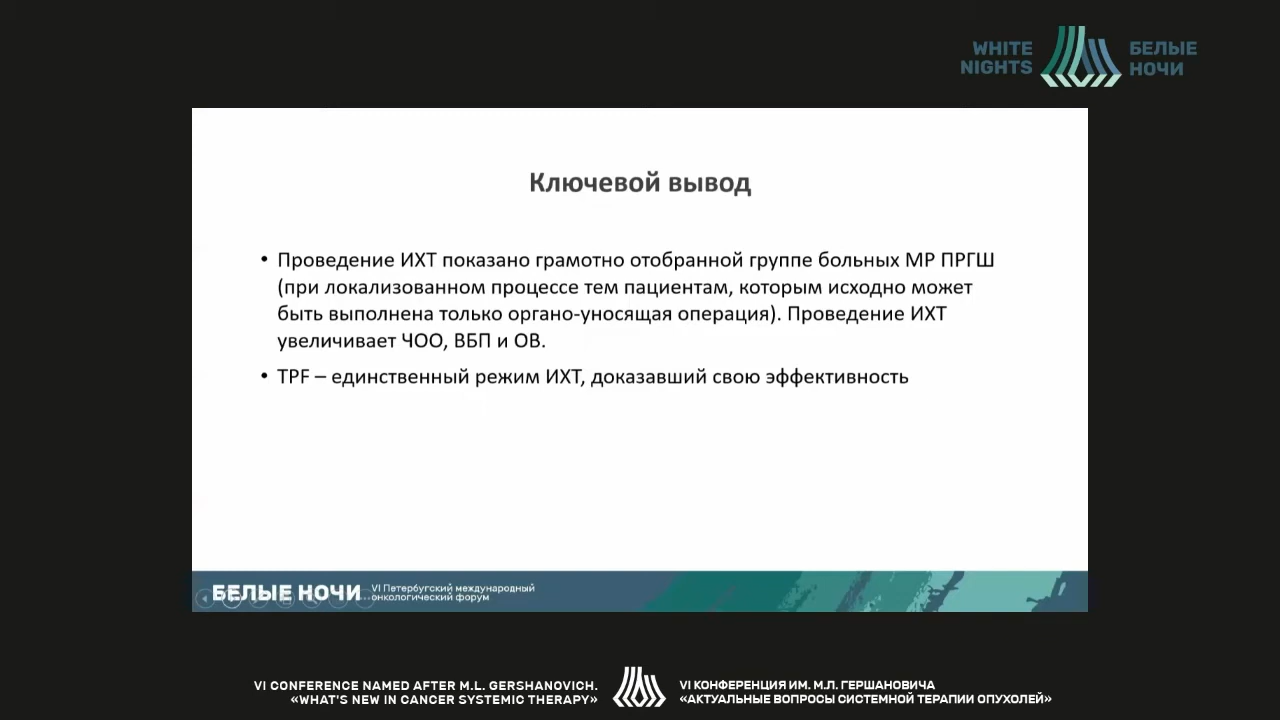 WHITE
NIGHTS
БЕЛЫЕ
НОЧИ
Ключевой вывод
• Проведение ИХТ показано грамотно отобранной группе больных МР ПРГШ
(при локализованном процессе тем пациентам, которым исходно может
быть выполнена только органо-уносящая операция). Проведение ИХТ
увеличивает ЧОО, ВБП и ОВ.
• TPF – единственный режим ИХТ, доказавший свою эффективность
БЕЛЫЕ НОЧИ
VI Петербургский международный
онкологический форум
VI CONFERENCE NAMED AFTER M.L. GERSHANOVICH.
«WHAT'S NEW IN CANCER SYSTEMIC THERAPY»
VI КОНФЕРЕНЦИЯ ИМ. М.Л. ГЕРШАНОВИЧА
«АКТУАЛЬНЫЕ ВОПРОСЫ СИСТЕМНОЙ ТЕРАПИИ ОПУХОЛЕЙ»